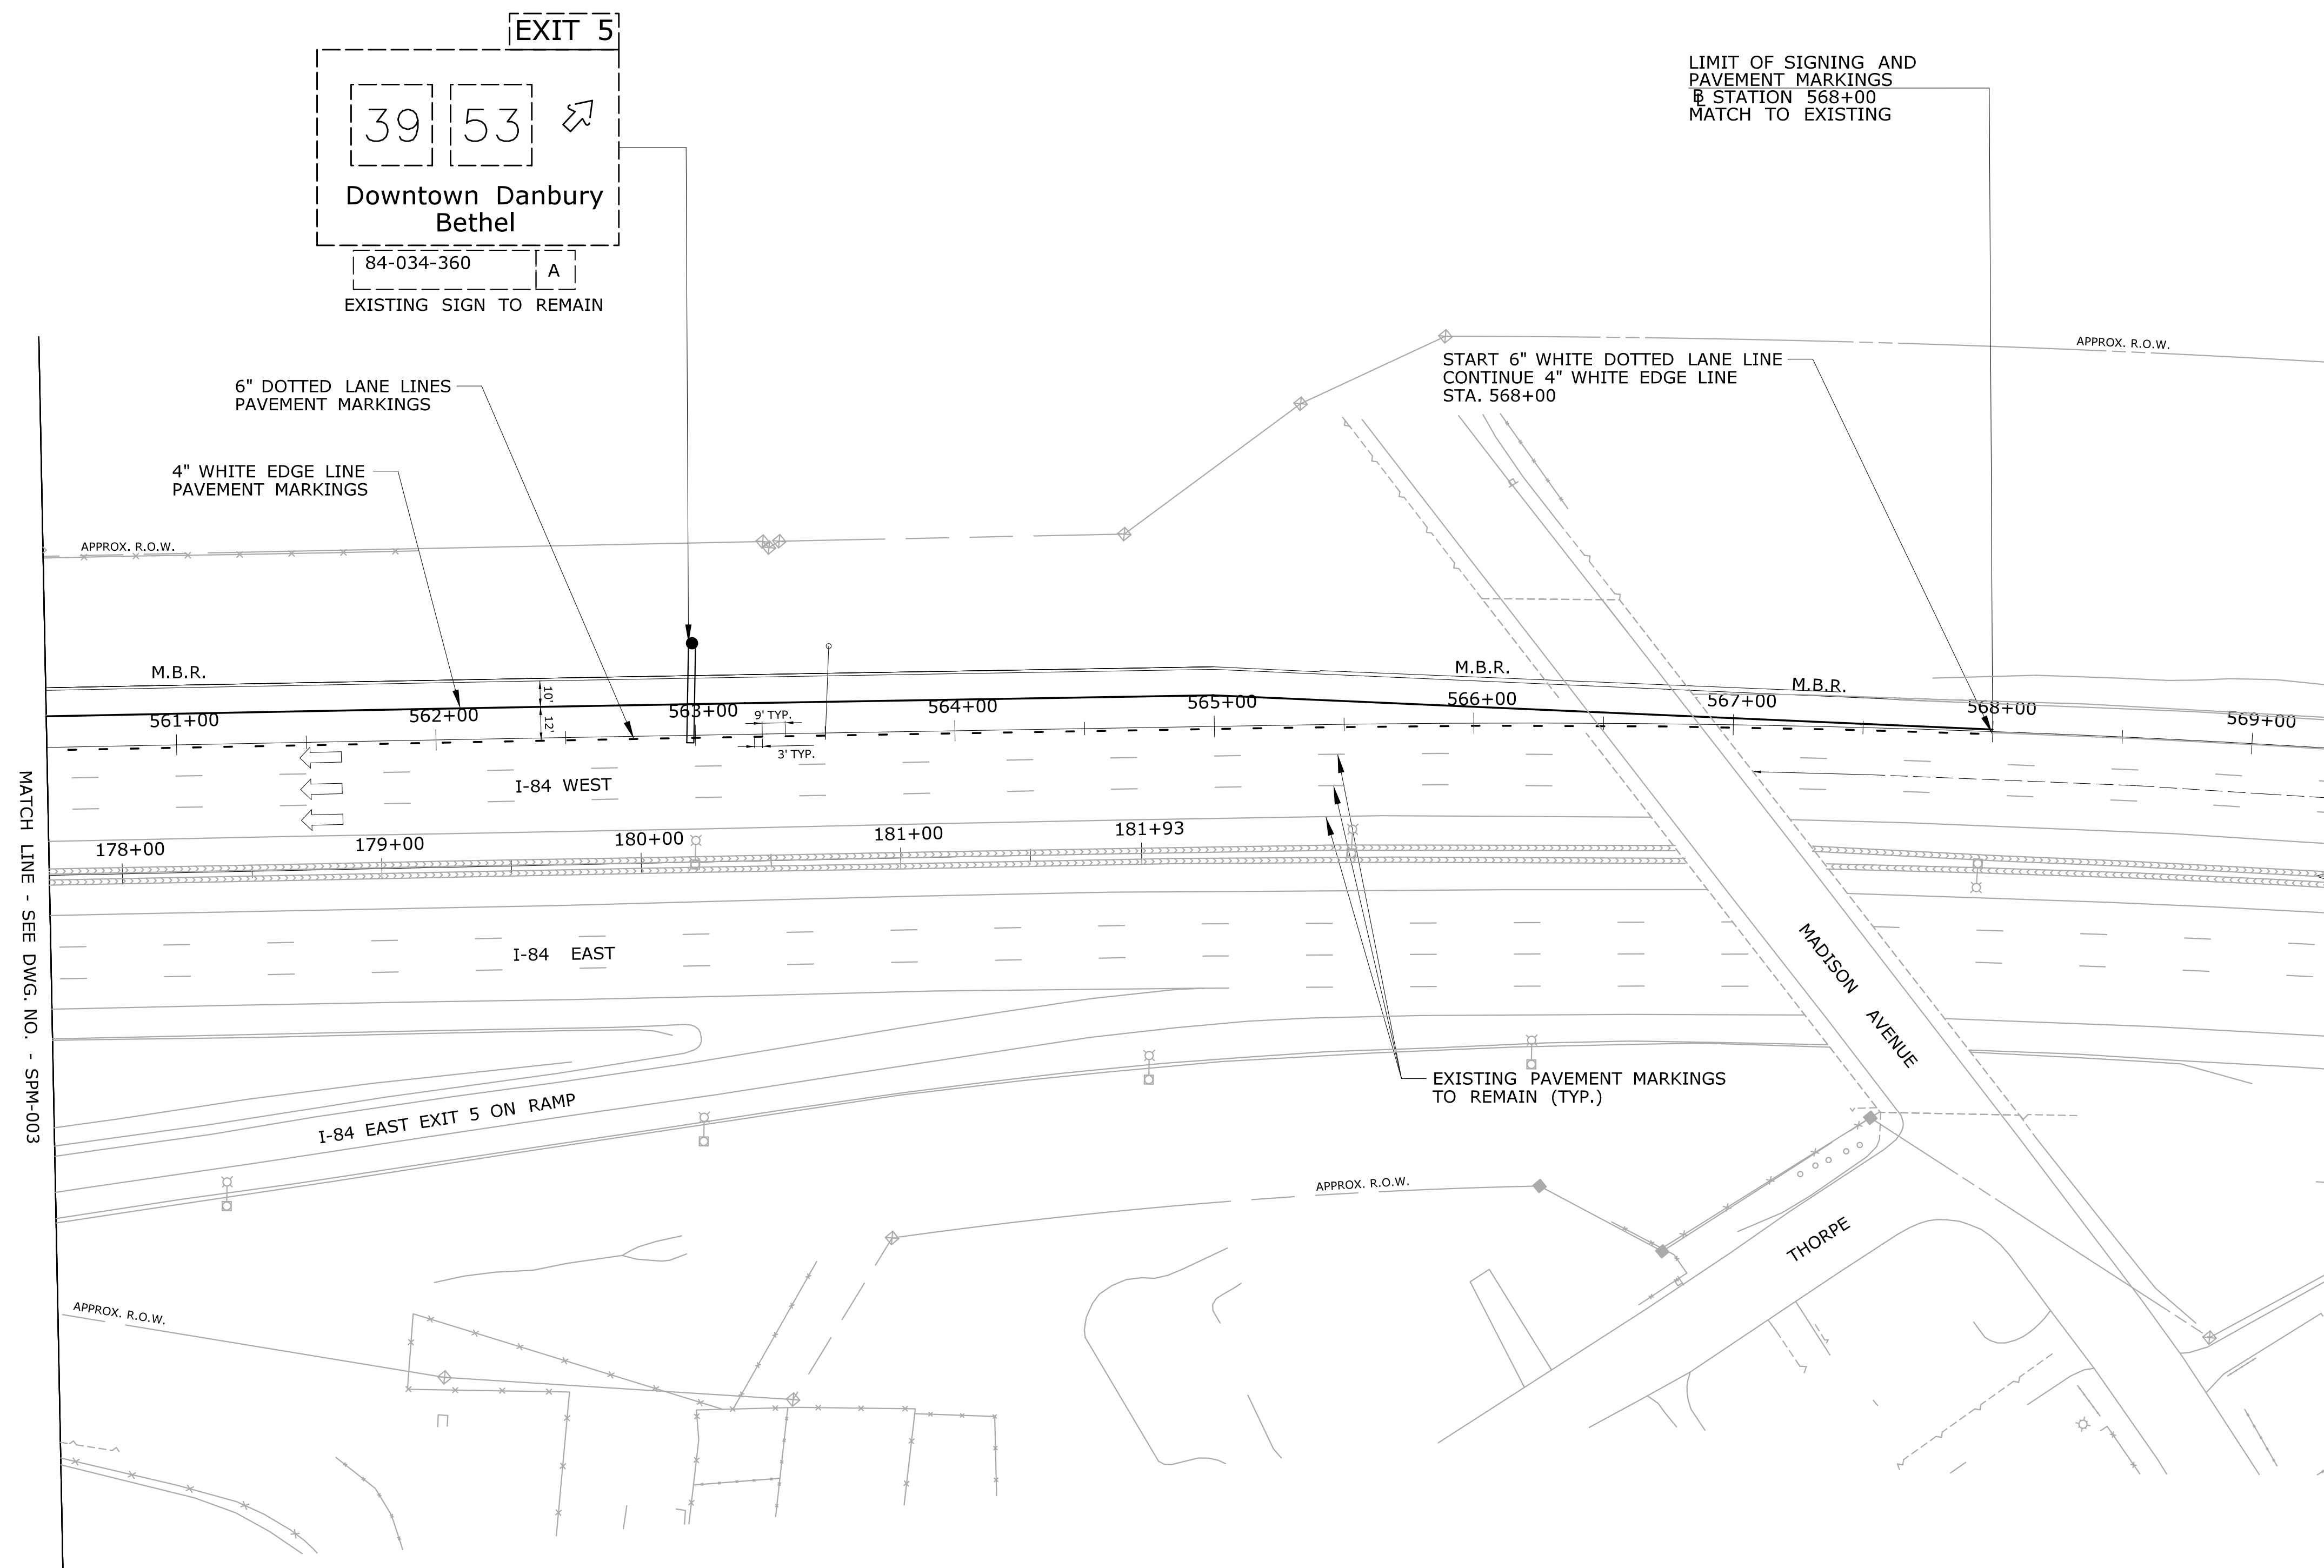 EXIT 5
39 53
Downtown Danbury
Bethel
84-034-360 A
EXISTING SIGN TO REMAIN
LIMIT OF SIGNING AND
PAVEMENT MARKINGS
BL STATION 568+00
MATCH TO EXISTING
START 6" WHITE DOTTED LANE LINE
CONTINUE 4" WHITE EDGE LINE
STA. 568+00
APPROX. R.O.W.
6" DOTTED LANE LINES
PAVEMENT MARKINGS
4" WHITE EDGE LINE
PAVEMENT MARKINGS
APPROX. R.O.W.
M.B.R.
M.B.R.
M.B.R.
10'
12'
561+00
562+00
563+00
564+00
565+00
566+00
567+00
568+00
569+00
9' TYP.
3' TYP.
I-84 WEST
178+00
179+00
180+00
181+00
181+93
I-84 EAST
MATCH LINE - SEE DWG. NO. - SPM-003
MADISON AVENUE
EXISTING PAVEMENT MARKINGS
TO REMAIN (TYP.)
I-84 EAST EXIT 5 ON RAMP
APPROX. R.O.W.
THORPE
APPROX. R.O.W.